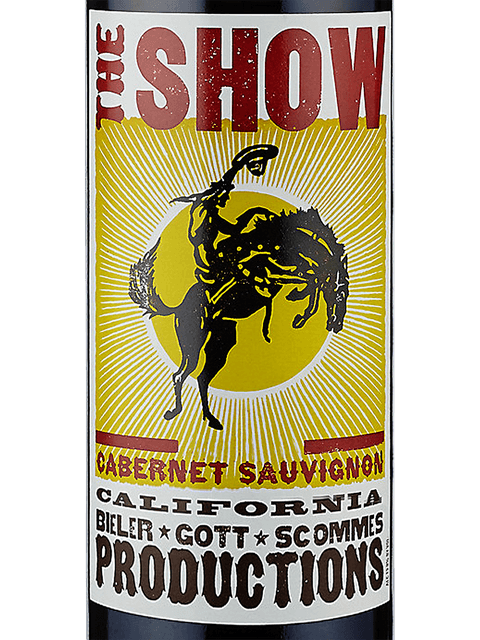 THE SHOW
CABERNET SAUVIGNON
CALIFORNIA
BIELER ★ GOTT ★ SCOMMES
PRODUCTIONS